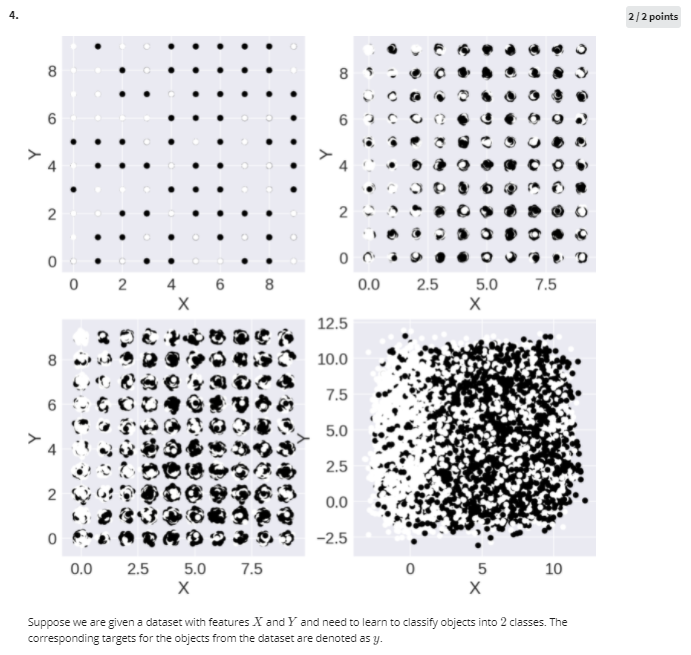 4.
2 / 2 points
8
6
4
2
0
Y
0 2 4 6 8
X
8
6
4
2
0
Y
0.0 2.5 5.0 7.5
X
8
6
4
2
0
Y
0.0 2.5 5.0 7.5
X
12.5
10.0
7.5
5.0
2.5
0.0
−2.5
Y
0 5 10
X
Suppose we are given a dataset with features X and Y and need to learn to classify objects into 2 classes. The
corresponding targets for the objects from the dataset are denoted as y.